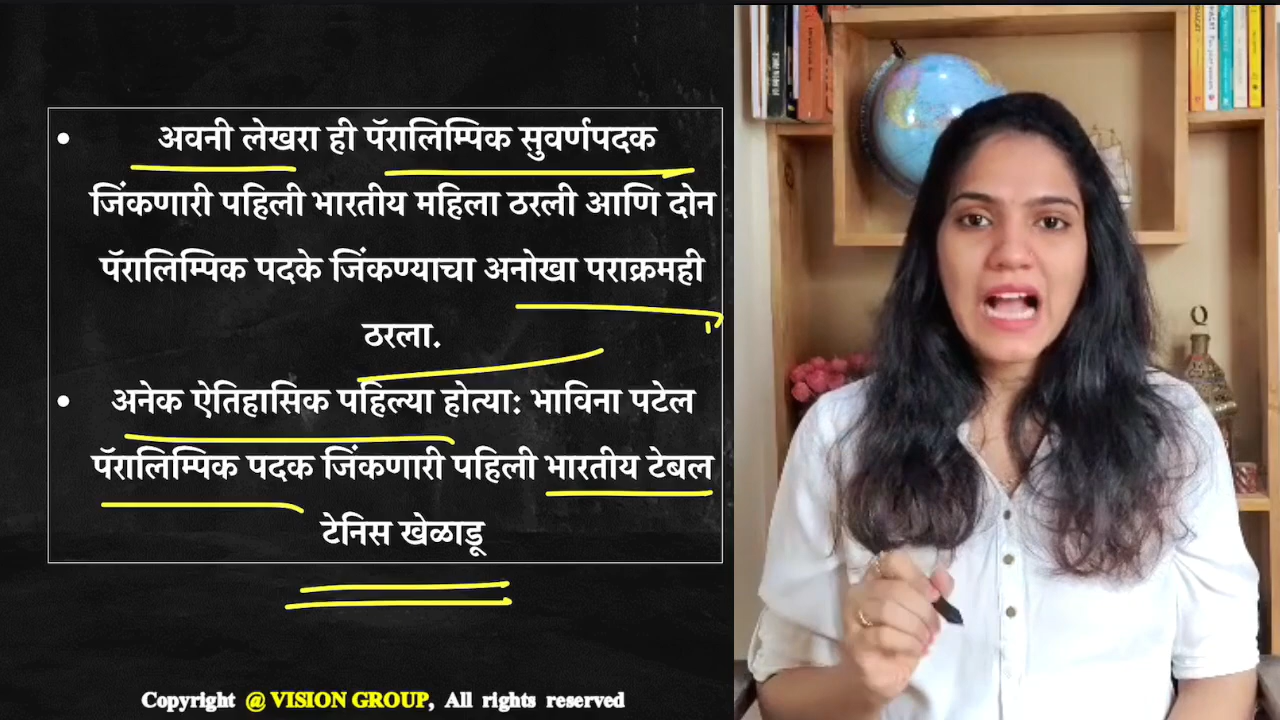 • अवनी लेखरा ही पॅरालिम्पिक सुवर्णपदक
जिंकणारी पहिली भारतीय महिला ठरली आणि दोन
पॅरालिम्पिक पदके जिंकण्याचा अनोखा पराक्रमही
ठरला.
• अनेक ऐतिहासिक पहिल्या होत्या: भाविना पटेल
पॅरालिम्पिक पदक जिंकणारी पहिली भारतीय टेबल
टेनिस खेळाडू
Copyright @ VISION GROUP, All rights reserved